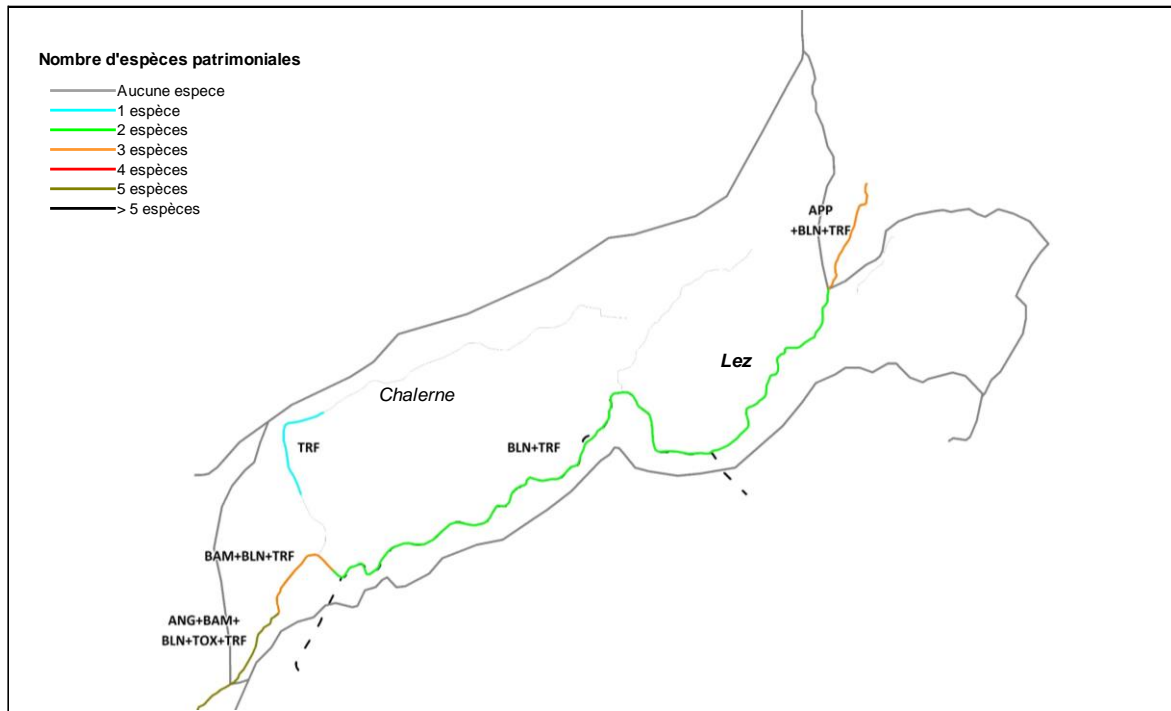 Nombre d'espèces patrimoniales
Aucune espece
1 espèce
2 espèces
3 espèces
4 espèces
5 espèces
> 5 espèces
APP
+BLN+TRF
Lez
Chalerne
TRF
BLN+TRF
BAM+BLN+TRF
ANG+BAM+
BLN+TOX+TRF